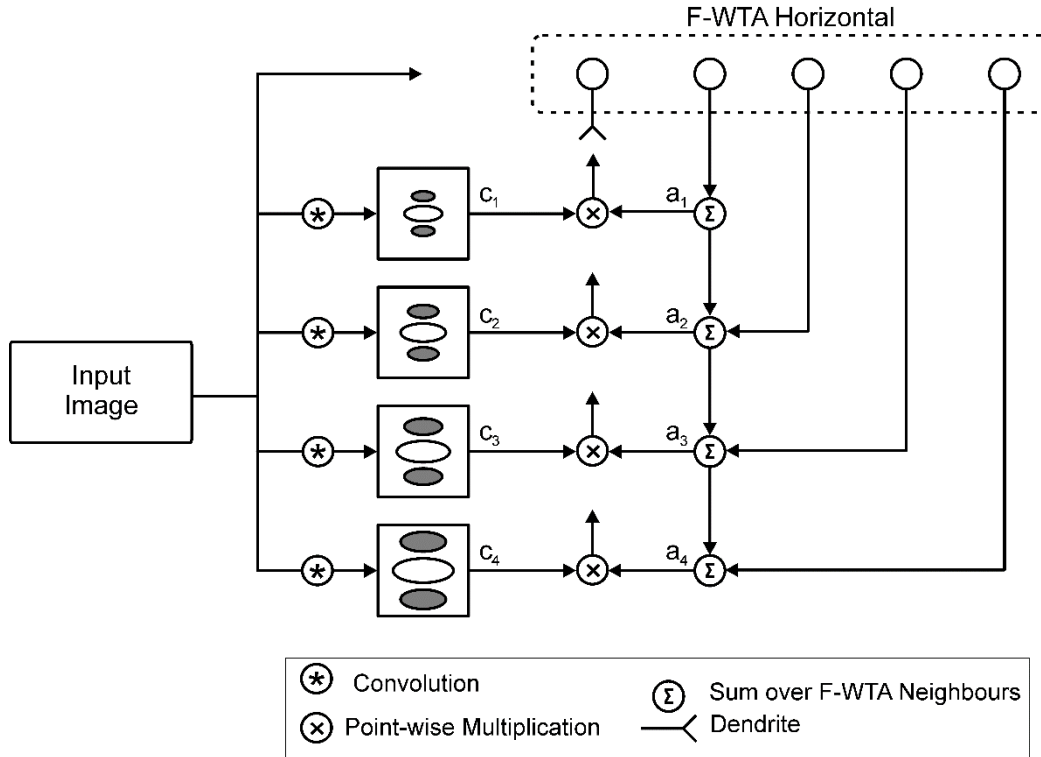 F-WTA Horizontal
c1
a1
c2
a2
Input
Image
c3
a3
c4
a4
Convolution
Sum over F-WTA Neighbours
Point-wise Multiplication
Dendrite